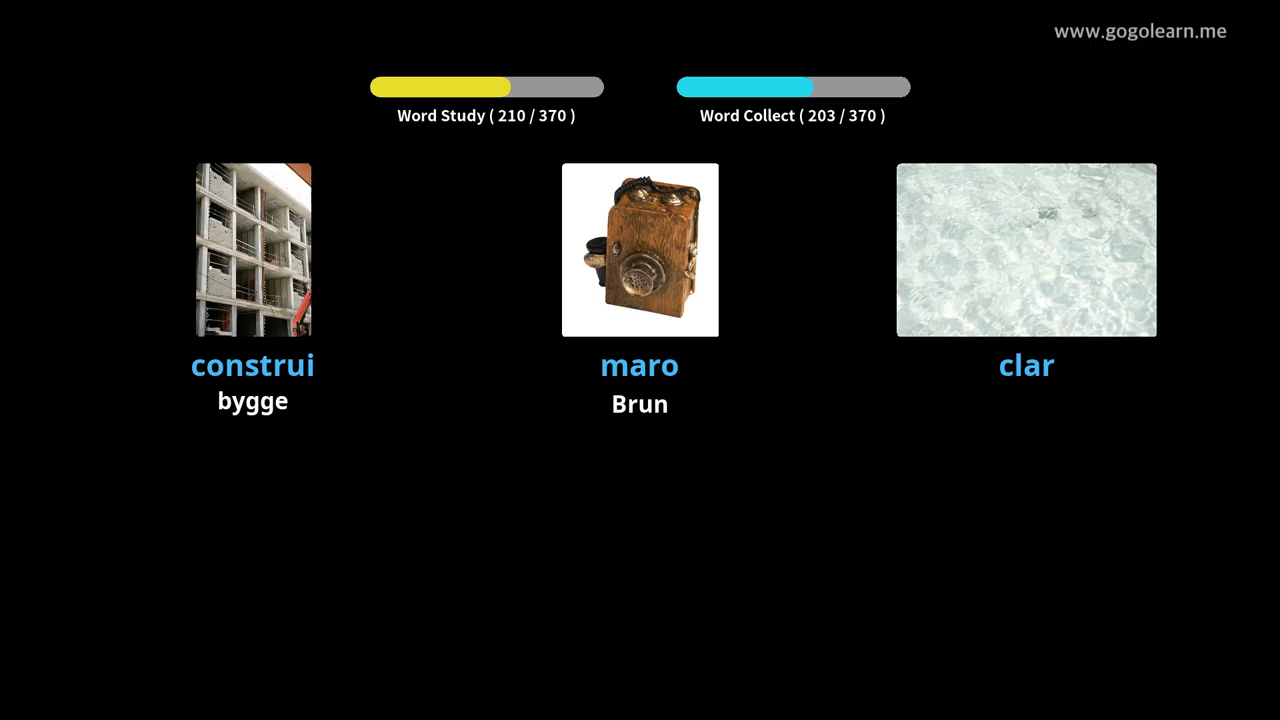 www.gogolearn.me
Word Study ( 210 / 370 )
Word Collect ( 203 / 370 )
construi
bygge
maro
Brun
clar